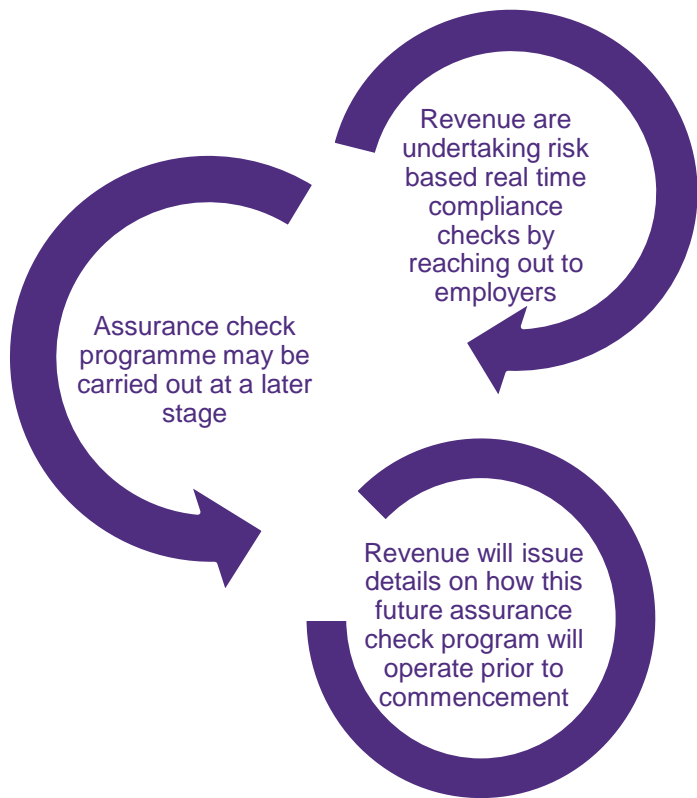 Revenue are
undertaking risk
based real time
compliance
checks by
reaching out to
employers
Assurance check
programme may be
carried out at a later
stage
Revenue will issue
details on how this
future assurance
check program will
operate prior to
commencement